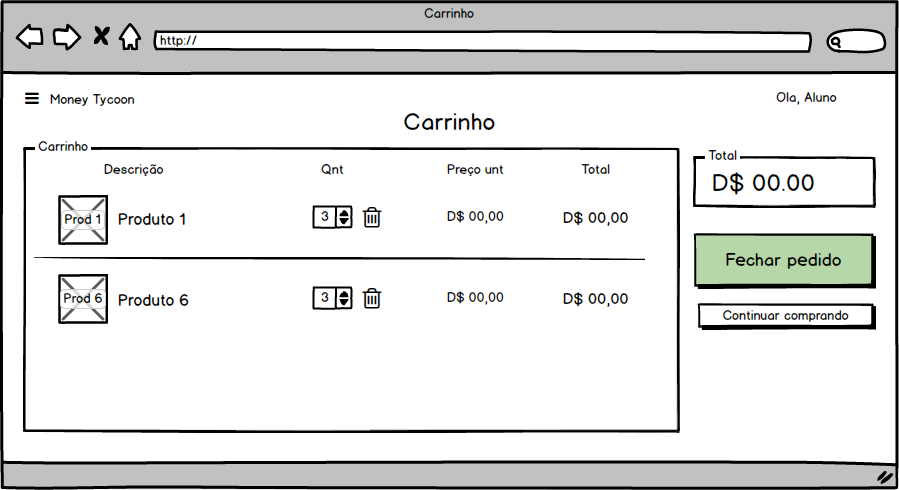 Carrinho
http://
Money Tycoon
Ola, Aluno
Carrinho
Carrinho
Descrição Qnt Preço unt Total
Prod 1 Produto 1 3 D$ 00,00 D$ 00,00
Prod 6 Produto 6 3 D$ 00,00 D$ 00,00
Total
D$ 00.00
Fechar pedido
Continuar comprando